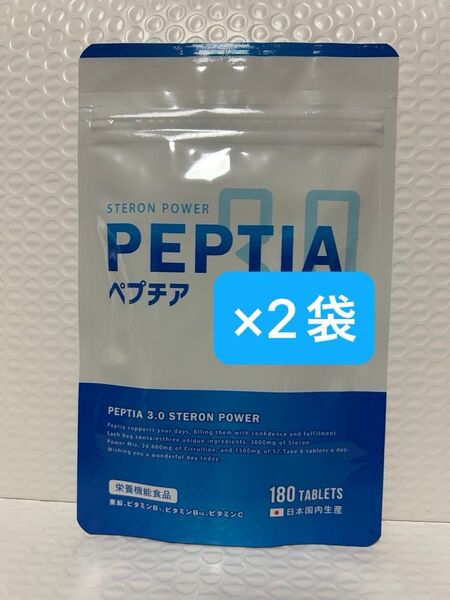 STERON POWER
3.0
PEPTIA
ペプチア
×2袋
PEPTIA 3.0 STERON POWER
Peptia supports your days, filling them with confidence and fulfillment.
Each bag containsthree unique ingredients, 3000mg of Steron
Power Mix, 24,000mg of Citrulline, and 1500mg of S7 Take 6 tablets a day.
Wishing you a wonderful day today.
栄養機能食品
亜鉛、ビタミンB₁、ビタミンB₁₂、ビタミンC
180 TABLETS
日本国内生産